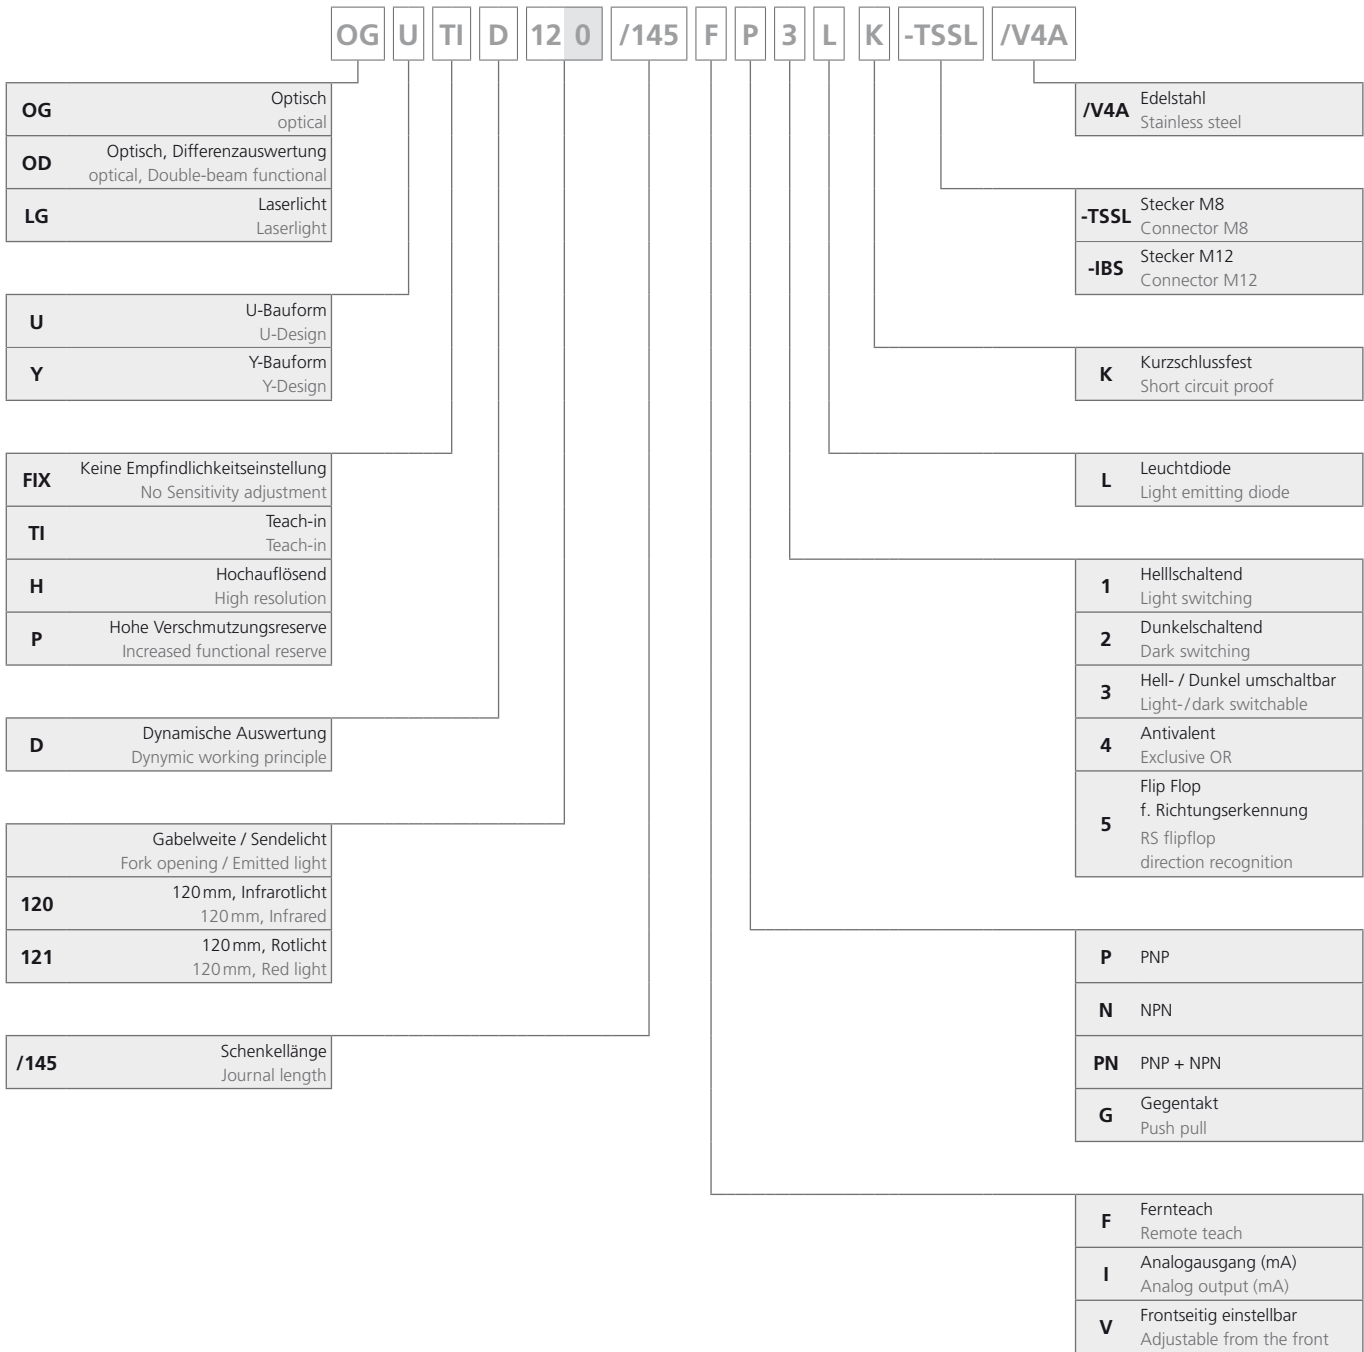 OG U TI D 12 0 /145 F P 3 L K -TSSL /V4A
OG
Optisch
optical
OD
Optisch, Differenzauswertung
optical, Double-beam functional
LG
Laserlicht
Laserlight
U
U-Bauform
U-Design
Y
Y-Bauform
Y-Design
FIX
Keine Empfindlichkeitseinstellung
No Sensitivity adjustment
TI
Teach-in
Teach-in
H
Hochauflösend
High resolution
P
Hohe Verschmutzungsreserve
Increased functional reserve
D
Dynamische Auswertung
Dynymic working principle
Gabelweite / Sendelicht
Fork opening / Emitted light
120
120 mm, Infrarotlicht
120 mm, Infrared
121
120 mm, Rotlicht
120 mm, Red light
/145
Schenkellänge
Journal length
/V4A
Edelstahl
Stainless steel
-TSSL
Stecker M8
Connector M8
-IBS
Stecker M12
Connector M12
K
Kurzschlussfest
Short circuit proof
L
Leuchtdiode
Light emitting diode
1
Helllschaltend
Light switching
2
Dunkelschaltend
Dark switching
3
Hell- / Dunkel umschaltbar
Light-/dark switchable
4
Antivalent
Exclusive OR
5
Flip Flop
f. Richtungserkennung
RS flipflop
direction recognition
P
PNP
N
NPN
PN
PNP + NPN
G
Gegentakt
Push pull
F
Fernteach
Remote teach
I
Analogausgang (mA)
Analog output (mA)
V
Frontseitig einstellbar
Adjustable from the front